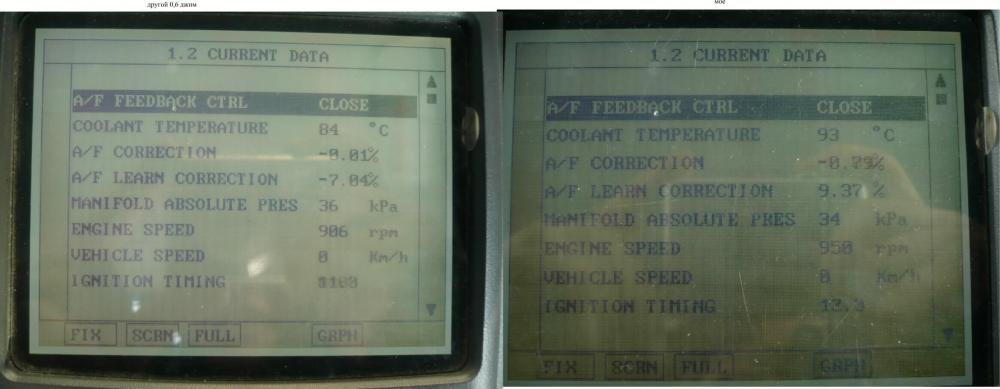 другой 0,6 джим
1.2 CURRENT DATA
A/F FEEDBACK CTRL CLOSE
COOLANT TEMPERATURE 84 °C
A/F CORRECTION -0.01%
A/F LEARN CORRECTION -7.04%
MANIFOLD ABSOLUTE PRES 36 kPa
ENGINE SPEED 906 rpm
VEHICLE SPEED 0 Km/h
IGNITION TIMING
FIX SCRN FULL GRPH
мое
1.2 CURRENT DATA
A/F FEEDBACK CTRL CLOSE
COOLANT TEMPERATURE 93 °C
A/F CORRECTION -0.79%
A/F LEARN CORRECTION 9.37 %
MANIFOLD ABSOLUTE PRES 34 kPa
ENGINE SPEED 950 rpm
VEHICLE SPEED 0 Km/h
IGNITION TIMING
FIX SCRN FULL GRPH